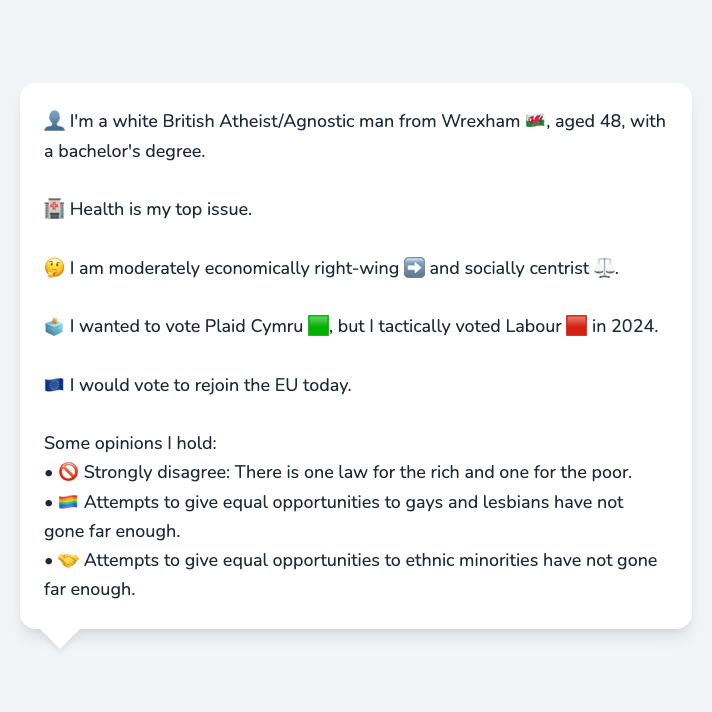 👤 I'm a white British Atheist/Agnostic man from Wrexham 🏴󠁧󠁢󠁷󠁬󠁳󠁿, aged 48, with
a bachelor's degree.
🏥 Health is my top issue.
🤔 I am moderately economically right-wing ➡️ and socially centrist ⚖️.
🗳️ I wanted to vote Plaid Cymru 🟩, but I tactically voted Labour 🟥 in 2024.
🇪🇺 I would vote to rejoin the EU today.
Some opinions I hold:
• 🚫 Strongly disagree: There is one law for the rich and one for the poor.
• 🏳️‍🌈 Attempts to give equal opportunities to gays and lesbians have not
gone far enough.
• 🤝 Attempts to give equal opportunities to ethnic minorities have not gone
far enough.